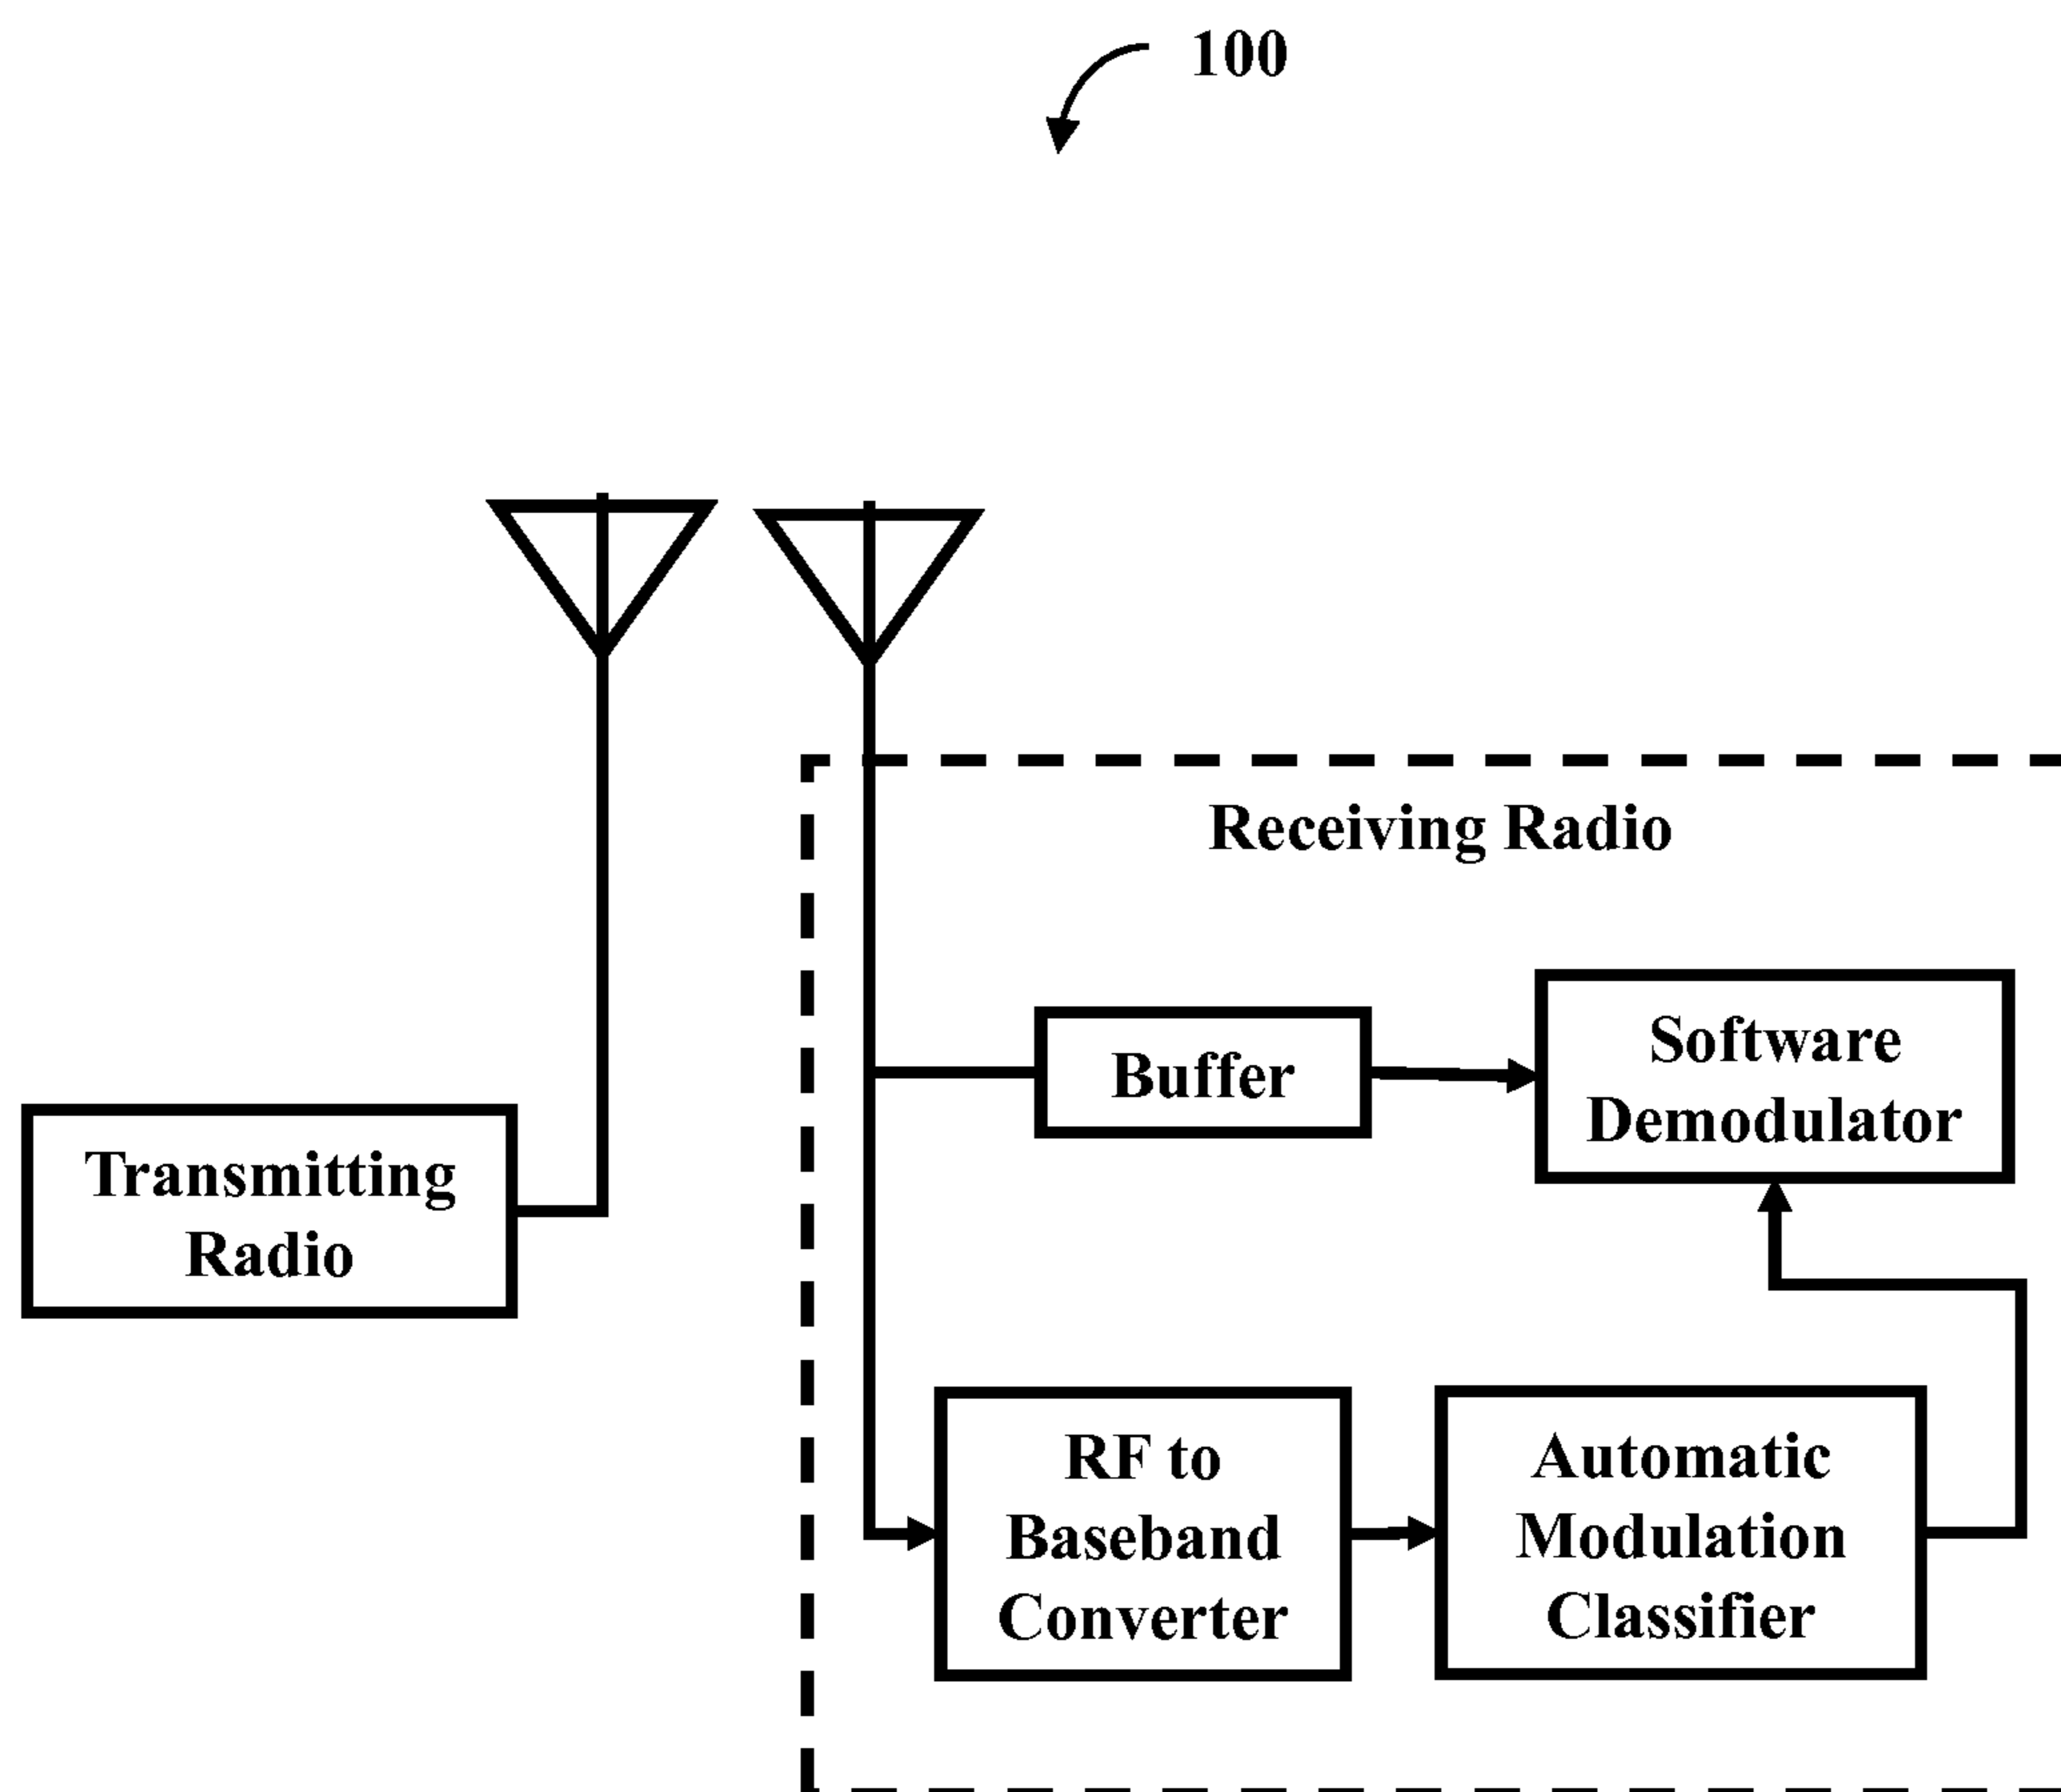 100
Receiving Radio
Buffer
Software
Demodulator
Transmitting
Radio
RF to
Baseband
Converter
Automatic
Modulation
Classifier